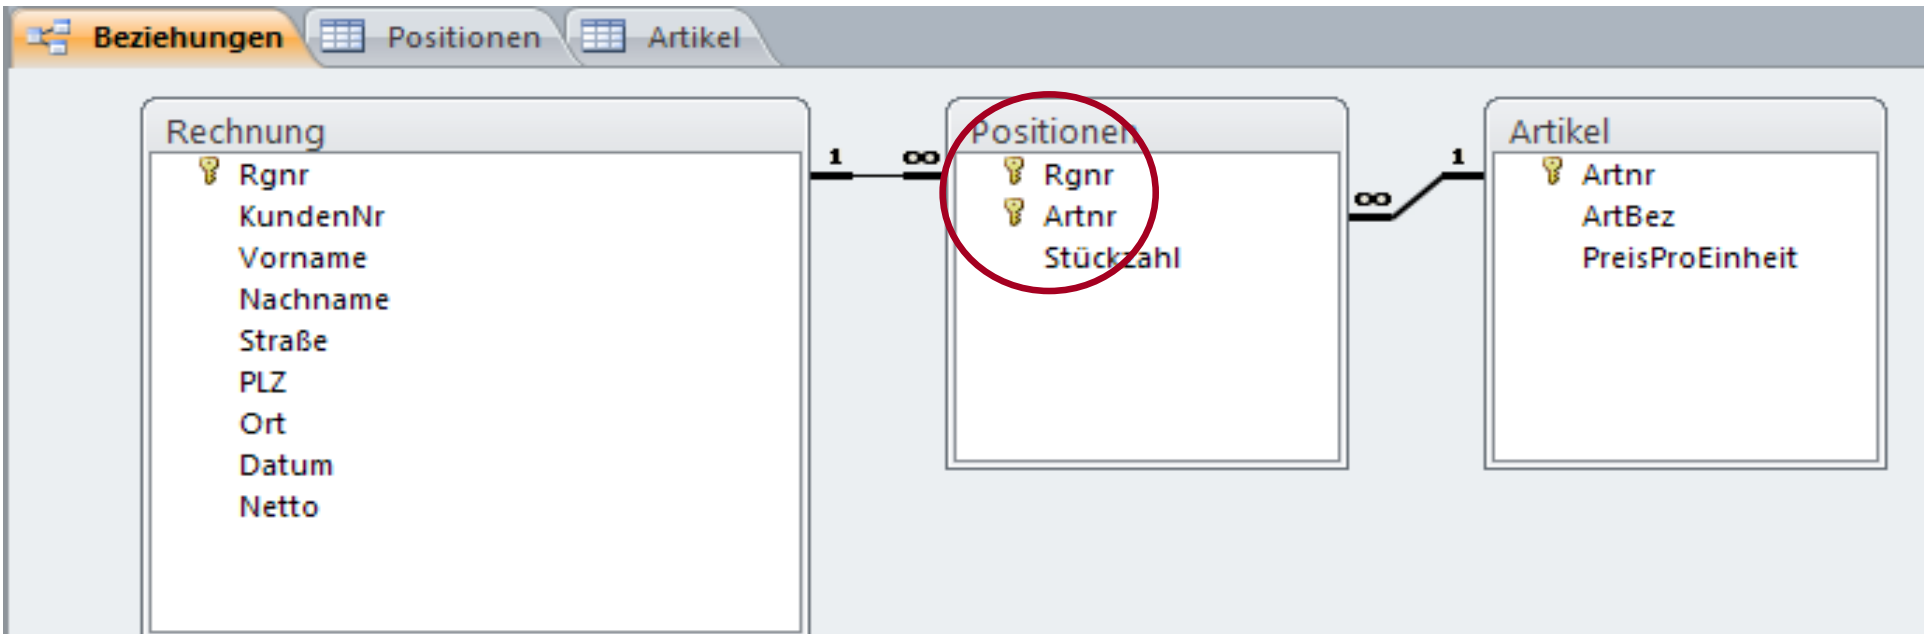 Beziehungen Positionen Artikel
Rechnung
Rgnr
KundenNr
Vorname
Nachname
Straße
PLZ
Ort
Datum
Netto
1 ∞
Positionen
Rgnr
Artnr
Stückzahl
∞ 1
Artikel
Artnr
ArtBez
PreisProEinheit